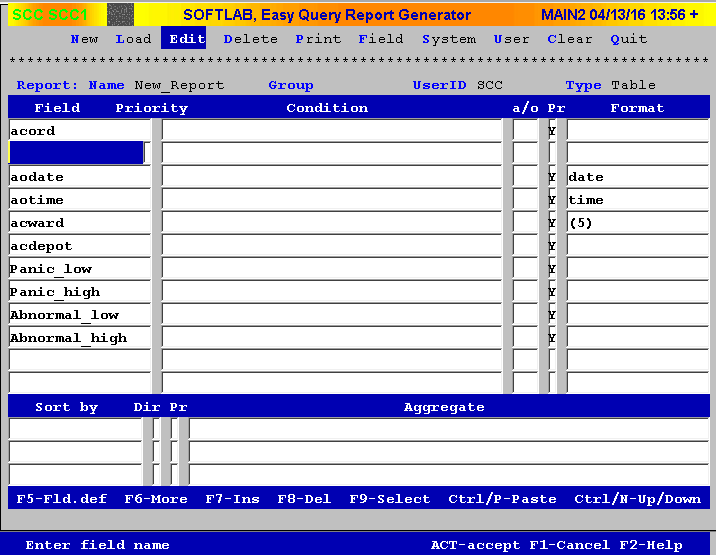 SCC SCC1 SOFTLAB, Easy Query Report Generator MAIN2 04/13/16 13:56 +
New Load Edit Delete Print Field System User Clear Quit
****************************************************************************************
Report: Name New_Report Group UserID SCC Type Table
Field Priority Condition a/o Pr Format
acord Y
aodate Y date
aotime Y time
acward Y (5)
acdepot Y
Panic_low Y
Panic_high Y
Abnormal_low Y
Abnormal_high Y
Sort by Dir Pr Aggregate
F5-Fld.def F6-More F7-Ins F8-Del F9-Select Ctrl/P-Paste Ctrl/N-Up/Down
Enter field name ACT-accept F1-Cancel F2-Help